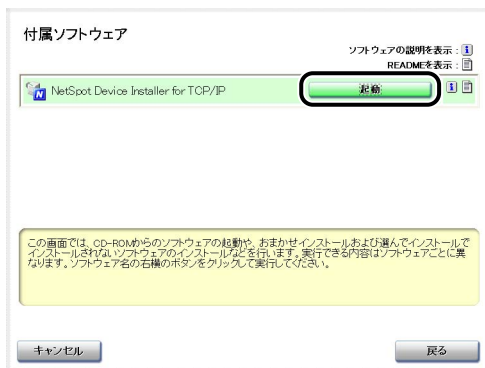 付属ソフトウェア
ソフトウェアの説明を表示：i
READMEを表示：
NetSpot Device Installer for TCP/IP
起動
i
この画面では、CD-ROMからのソフトウェアの起動や、おまかせインストールおよび選んでインストールで
インストールされないソフトウェアのインストールなどを行います。実行できる内容はソフトウェアごとに異
なります。ソフトウェア名の右横のボタンをクリックして実行してください。
キャンセル
戻る